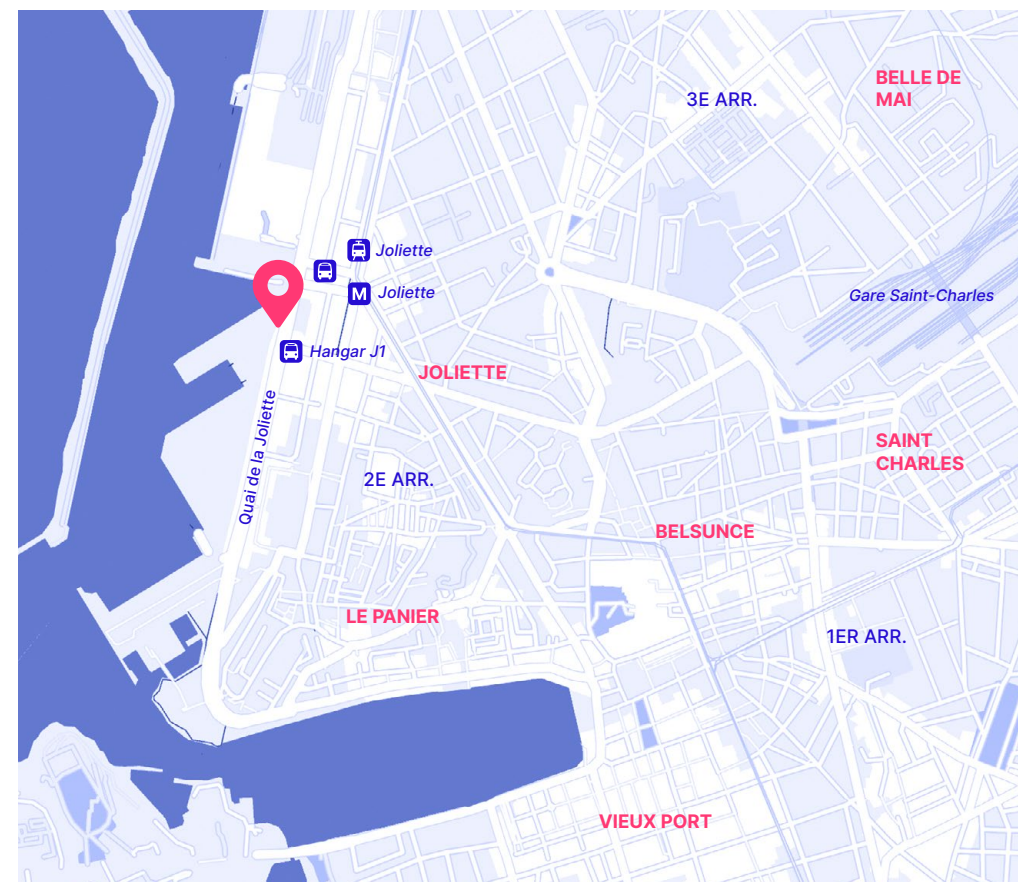 BELLE DE
MAI
3E ARR.
Joliette
M Joliette
Gare Saint-Charles
Hangar J1
JOLIETTE
Quai de la Joliette
SAINT
CHARLES
2E ARR.
BELSUNCE
LE PANIER
1ER ARR.
VIEUX PORT